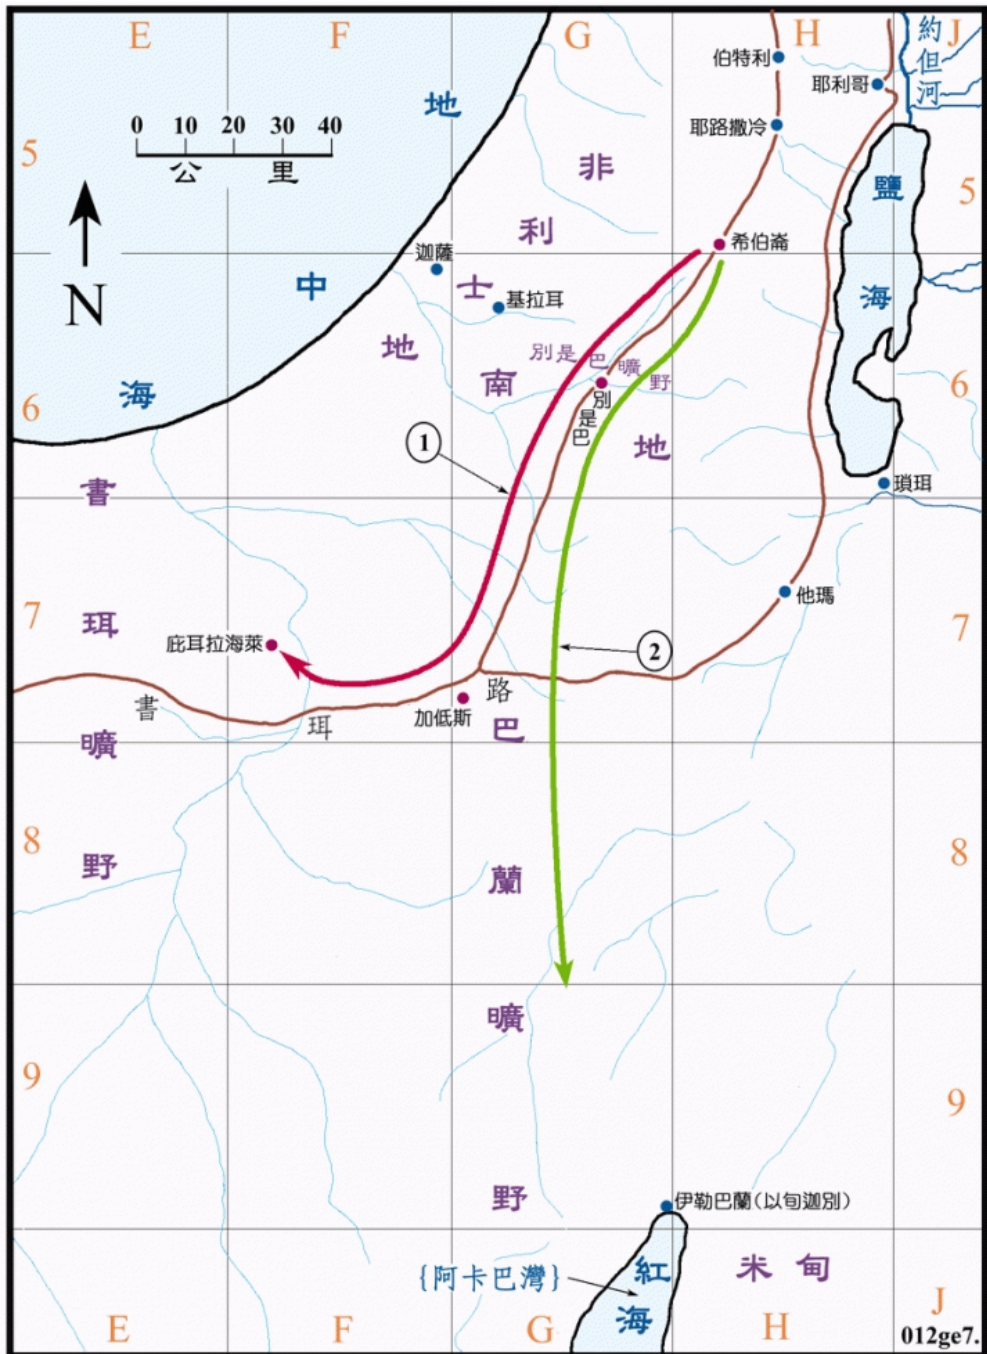 E F G H J
約但河
伯特利
耶利哥
地
中
海
0 10 20 30 40
公 里
耶路撒冷
5
非
利
士
地
5
鹽
海
N
希伯崙
迦薩
基拉耳
別是巴曠野
南
地
別是巴
6
6
1
瑣珥
書
珥
曠
野
7
7
他瑪
庇耳拉海萊
2
書 珥 路
加低斯
巴
蘭
曠
野
8
8
9
9
伊勒巴蘭(以旬迦別)
{阿卡巴灣}
紅
海
米甸
E F G H J
012ge7.